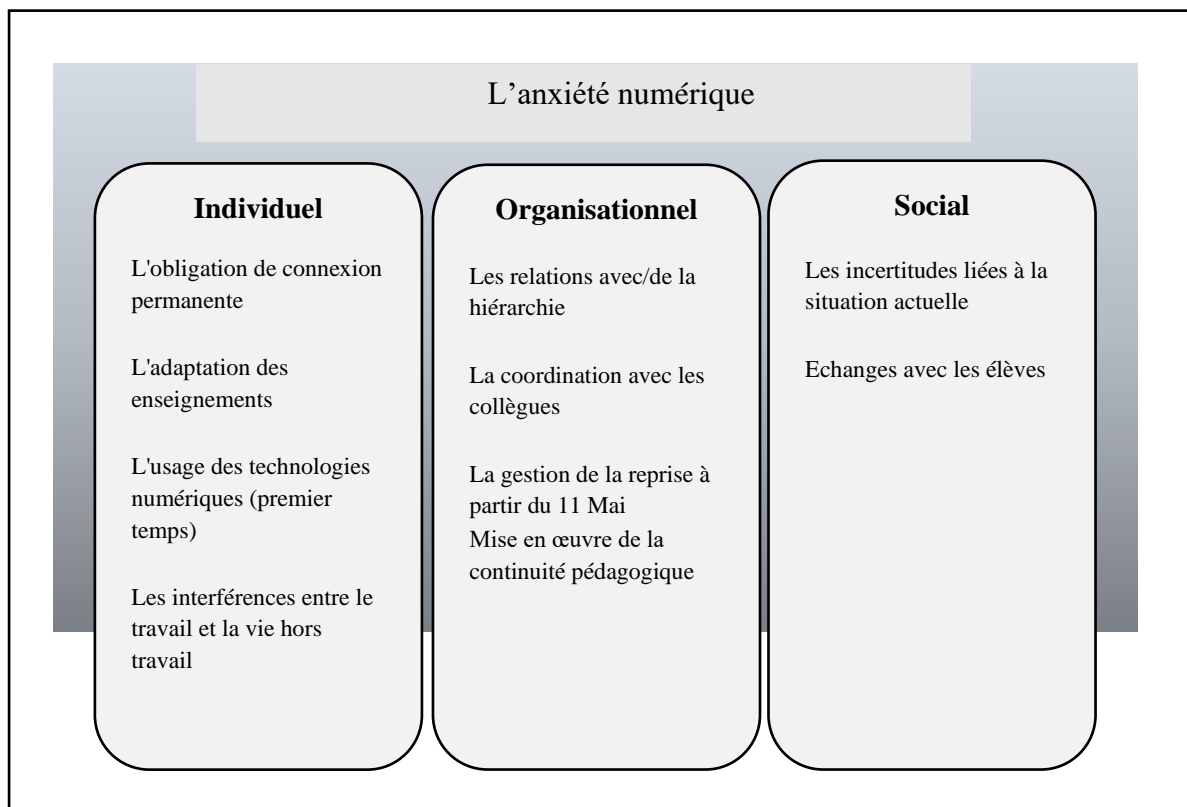 L’anxiété numérique
Individuel
L'obligation de connexion
permanente
L'adaptation des
enseignements
L'usage des technologies
numériques (premier
temps)
Les interférences entre le
travail et la vie hors
travail
Organisationnel
Les relations avec/de la
hiérarchie
La coordination avec les
collègues
La gestion de la reprise à
partir du 11 Mai
Mise en œuvre de la
continuité pédagogique
Social
Les incertitudes liées à la
situation actuelle
Echanges avec les élèves